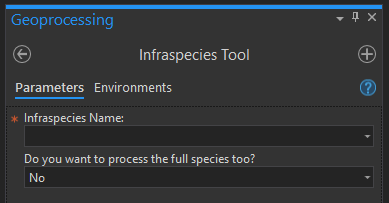 Geoprocessing
Infraspecies Tool
Parameters Environments
* Infraspecies Name:
Do you want to process the full species too?
No